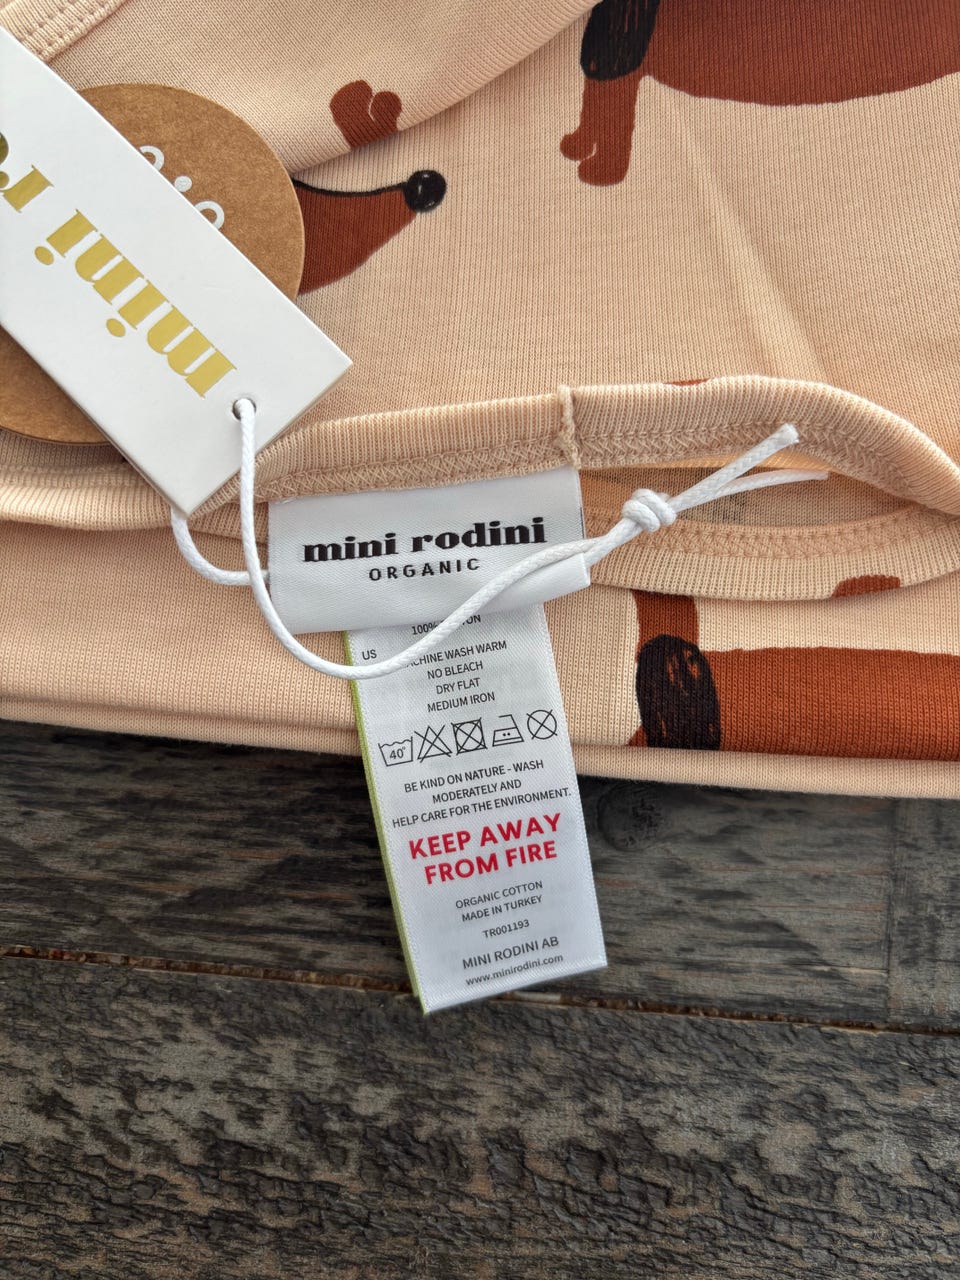 mini r
mini rodini
ORGANIC
100%
US
MACHINE WASH WARM
NO BLEACH
DRY FLAT
MEDIUM IRON
40°
BE KIND ON NATURE - WASH
MODERATELY AND
HELP CARE FOR THE ENVIRONMENT.
KEEP AWAY
FROM FIRE
ORGANIC COTTON
MADE IN TURKEY
TR001193
MINI RODINI AB
www.minirodini.com